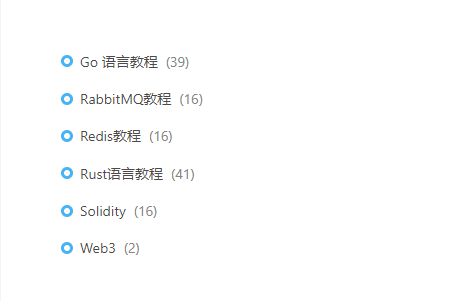 Go 语言教程 (39)
RabbitMQ教程 (16)
Redis教程 (16)
Rust语言教程 (41)
Solidity (16)
Web3 (2)